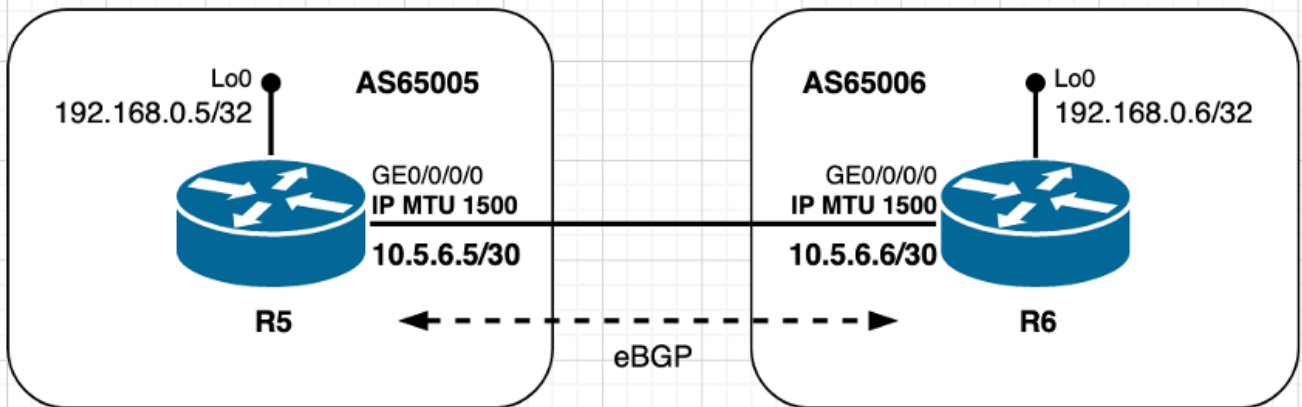 Lo0
192.168.0.5/32
AS65005
GE0/0/0/0
IP MTU 1500
10.5.6.5/30
R5
eBGP
AS65006
Lo0
192.168.0.6/32
GE0/0/0/0
IP MTU 1500
10.5.6.6/30
R6